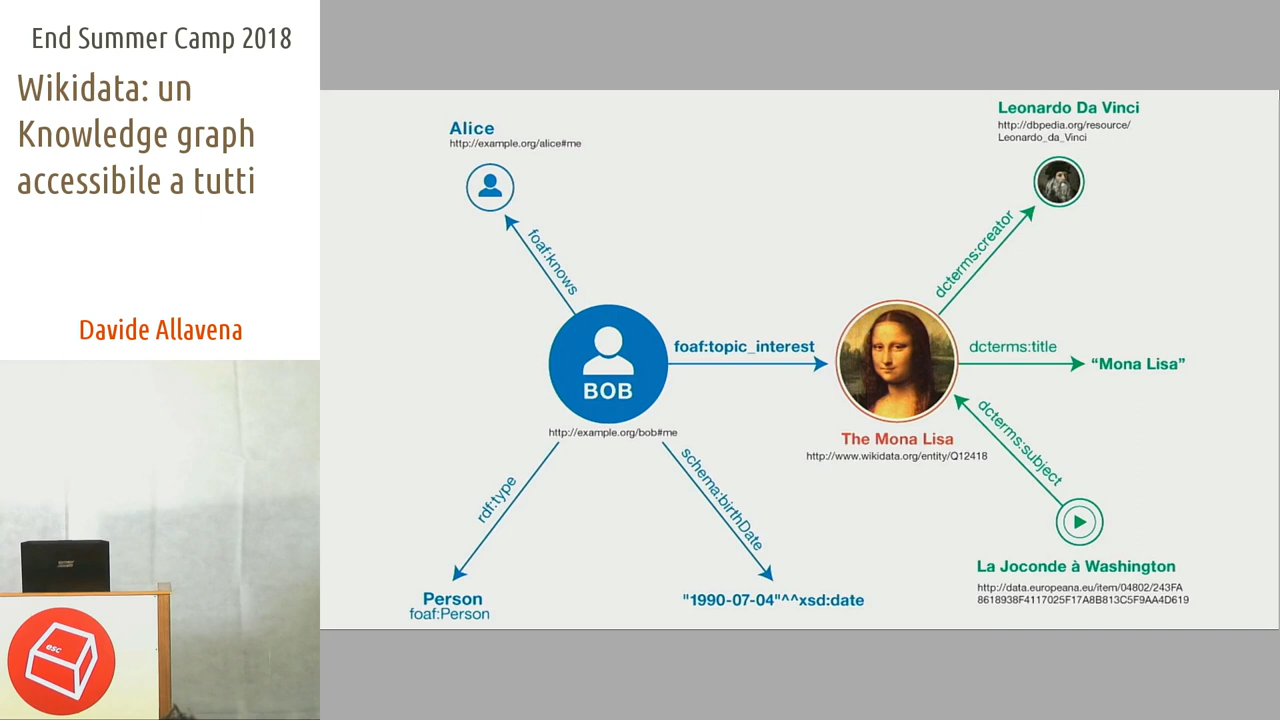 End Summer Camp 2018
Wikidata: un
Knowledge graph
accessibile a tutti
Davide Allavena
esc
Alice
http://example.org/alice#me
foaf:knows
BOB
http://example.org/bob#me
foaf:topic_interest
rdf:type
Person
foaf:Person
schema:birthDate
"1990-07-04"^^xsd:date
Leonardo Da Vinci
http://dbpedia.org/resource/
Leonardo_da_Vinci
dcterms:creator
dcterms:title
“Mona Lisa”
The Mona Lisa
http://www.wikidata.org/entity/Q12418
dcterms:subject
La Joconde à Washington
http://data.europeana.eu/item/04802/243FA
8618938F4117025F17A8B813C5F9AA4D619